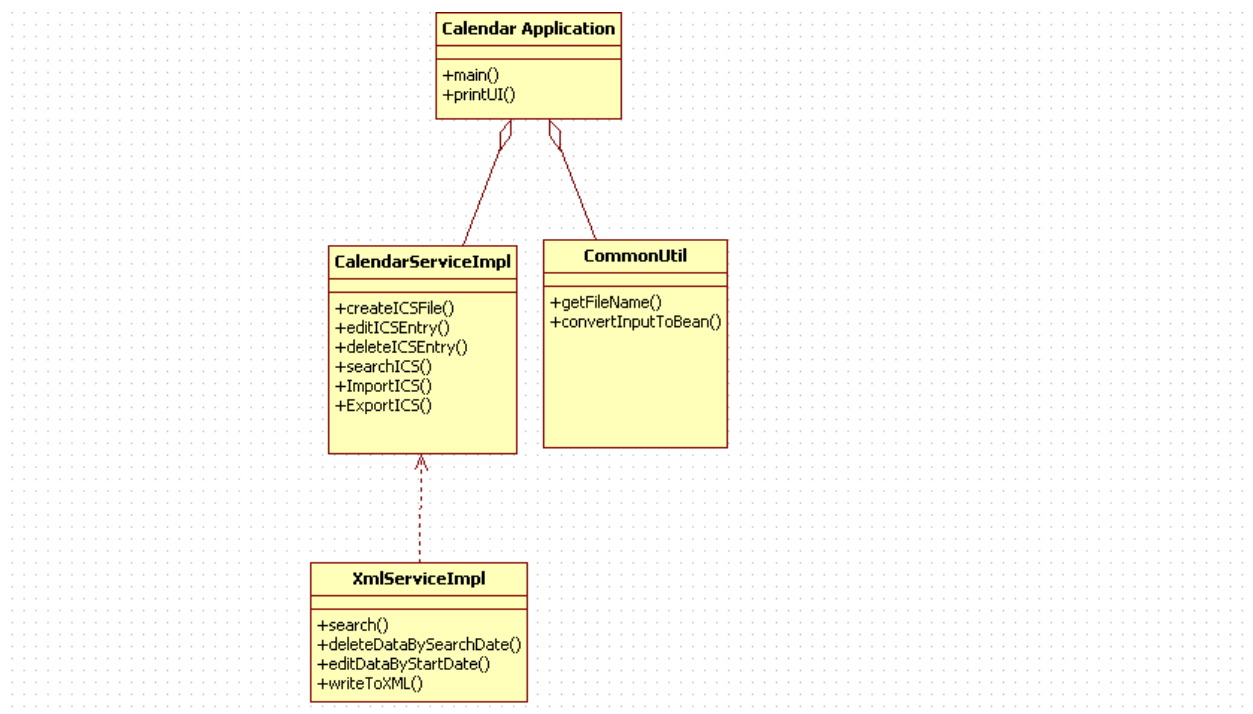 Calendar Application
+main()
+printUI()
CalendarServiceImpl
+createICSFile()
+editICSEntry()
+deleteICSEntry()
+searchICS()
+ImportICS()
+ExportICS()
CommonUtil
+getFileName()
+convertInputToBean()
XmlServiceImpl
+search()
+deleteDataBySearchDate()
+editDataByStartDate()
+writeToXML()